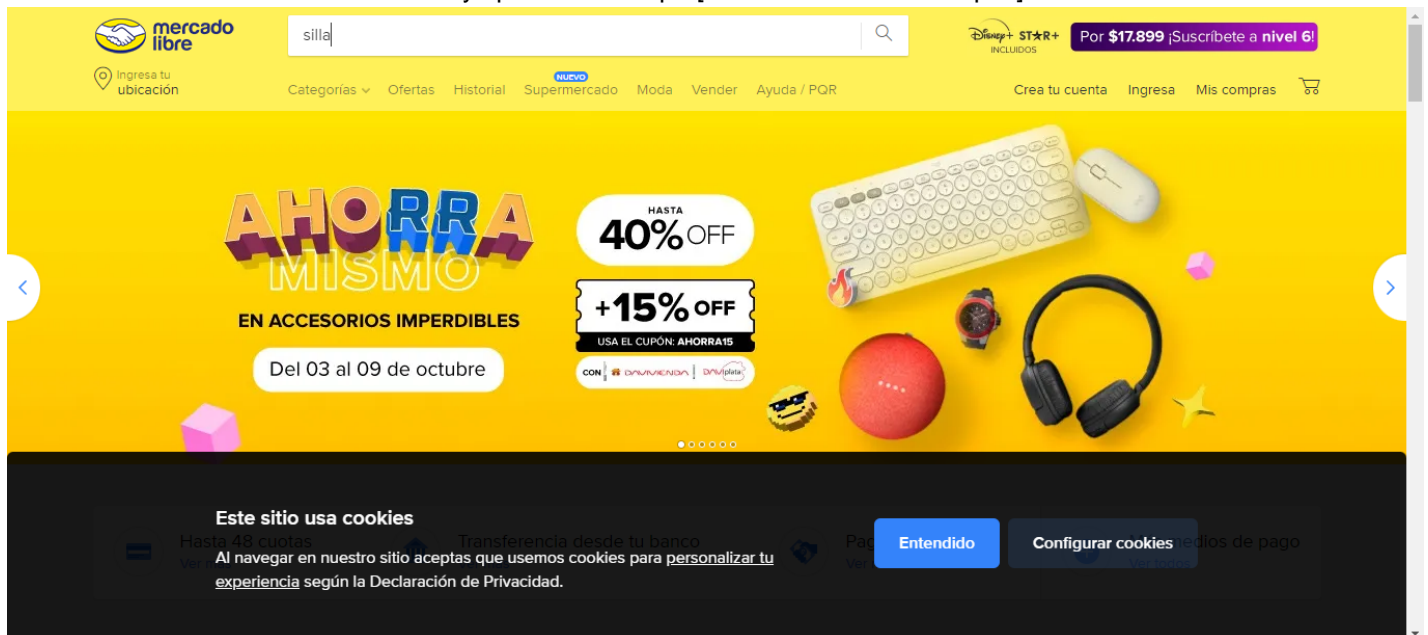 mercado
libre
silla
Disney+ STAR+
INCLUIDOS
Por $17.899 ¡Suscríbete a nivel 6!
Ingresa tu
ubicación
Categorías
Ofertas
Historial
NUEVO
Supermercado
Moda
Vender
Ayuda / PQR
Crea tu cuenta
Ingresa
Mis compras
AHORRA
MISMO
EN ACCESORIOS IMPERDIBLES
Del 03 al 09 de octubre
HASTA
40% OFF
+15% OFF
USA EL CUPÓN: AHORRA15
CON DAVIVIENDA DAVIplata
Este sitio usa cookies
Al navegar en nuestro sitio aceptas que usemos cookies para personalizar tu
experiencia según la Declaración de Privacidad.
Entendido
Configurar cookies
Hasta 48 cuotas
Transferencia desde tu banco